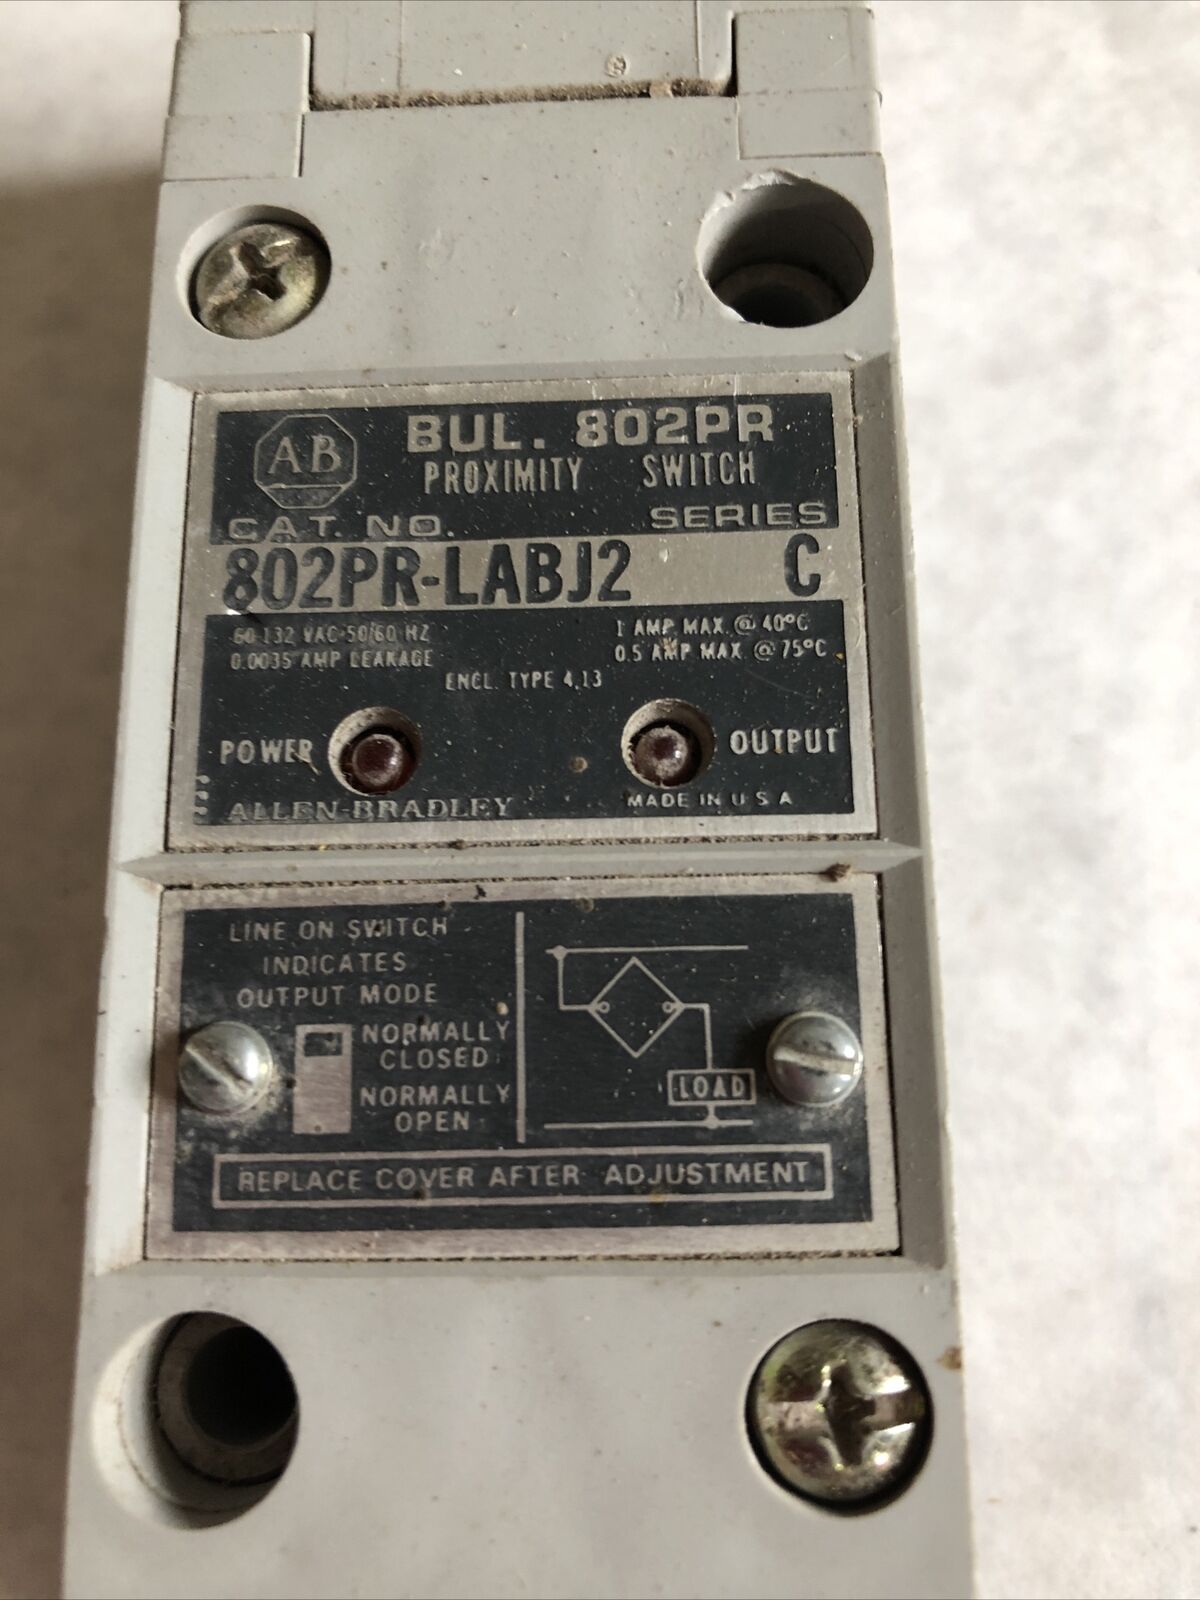 AB
BUL. 802PR
PROXIMITY SWITCH
CAT. NO. SERIES
802PR-LABJ2 C
60-132 VAC-50/60 HZ
0.0035 AMP LEAKAGE
1 AMP MAX. @ 40°C
0.5 AMP MAX. @ 75°C
ENCL. TYPE 4,13
POWER OUTPUT
ALLEN-BRADLEY MADE IN U S A
LINE ON SWITCH
INDICATES
OUTPUT MODE
NORMALLY
CLOSED
NORMALLY
OPEN
LOAD
REPLACE COVER AFTER ADJUSTMENT